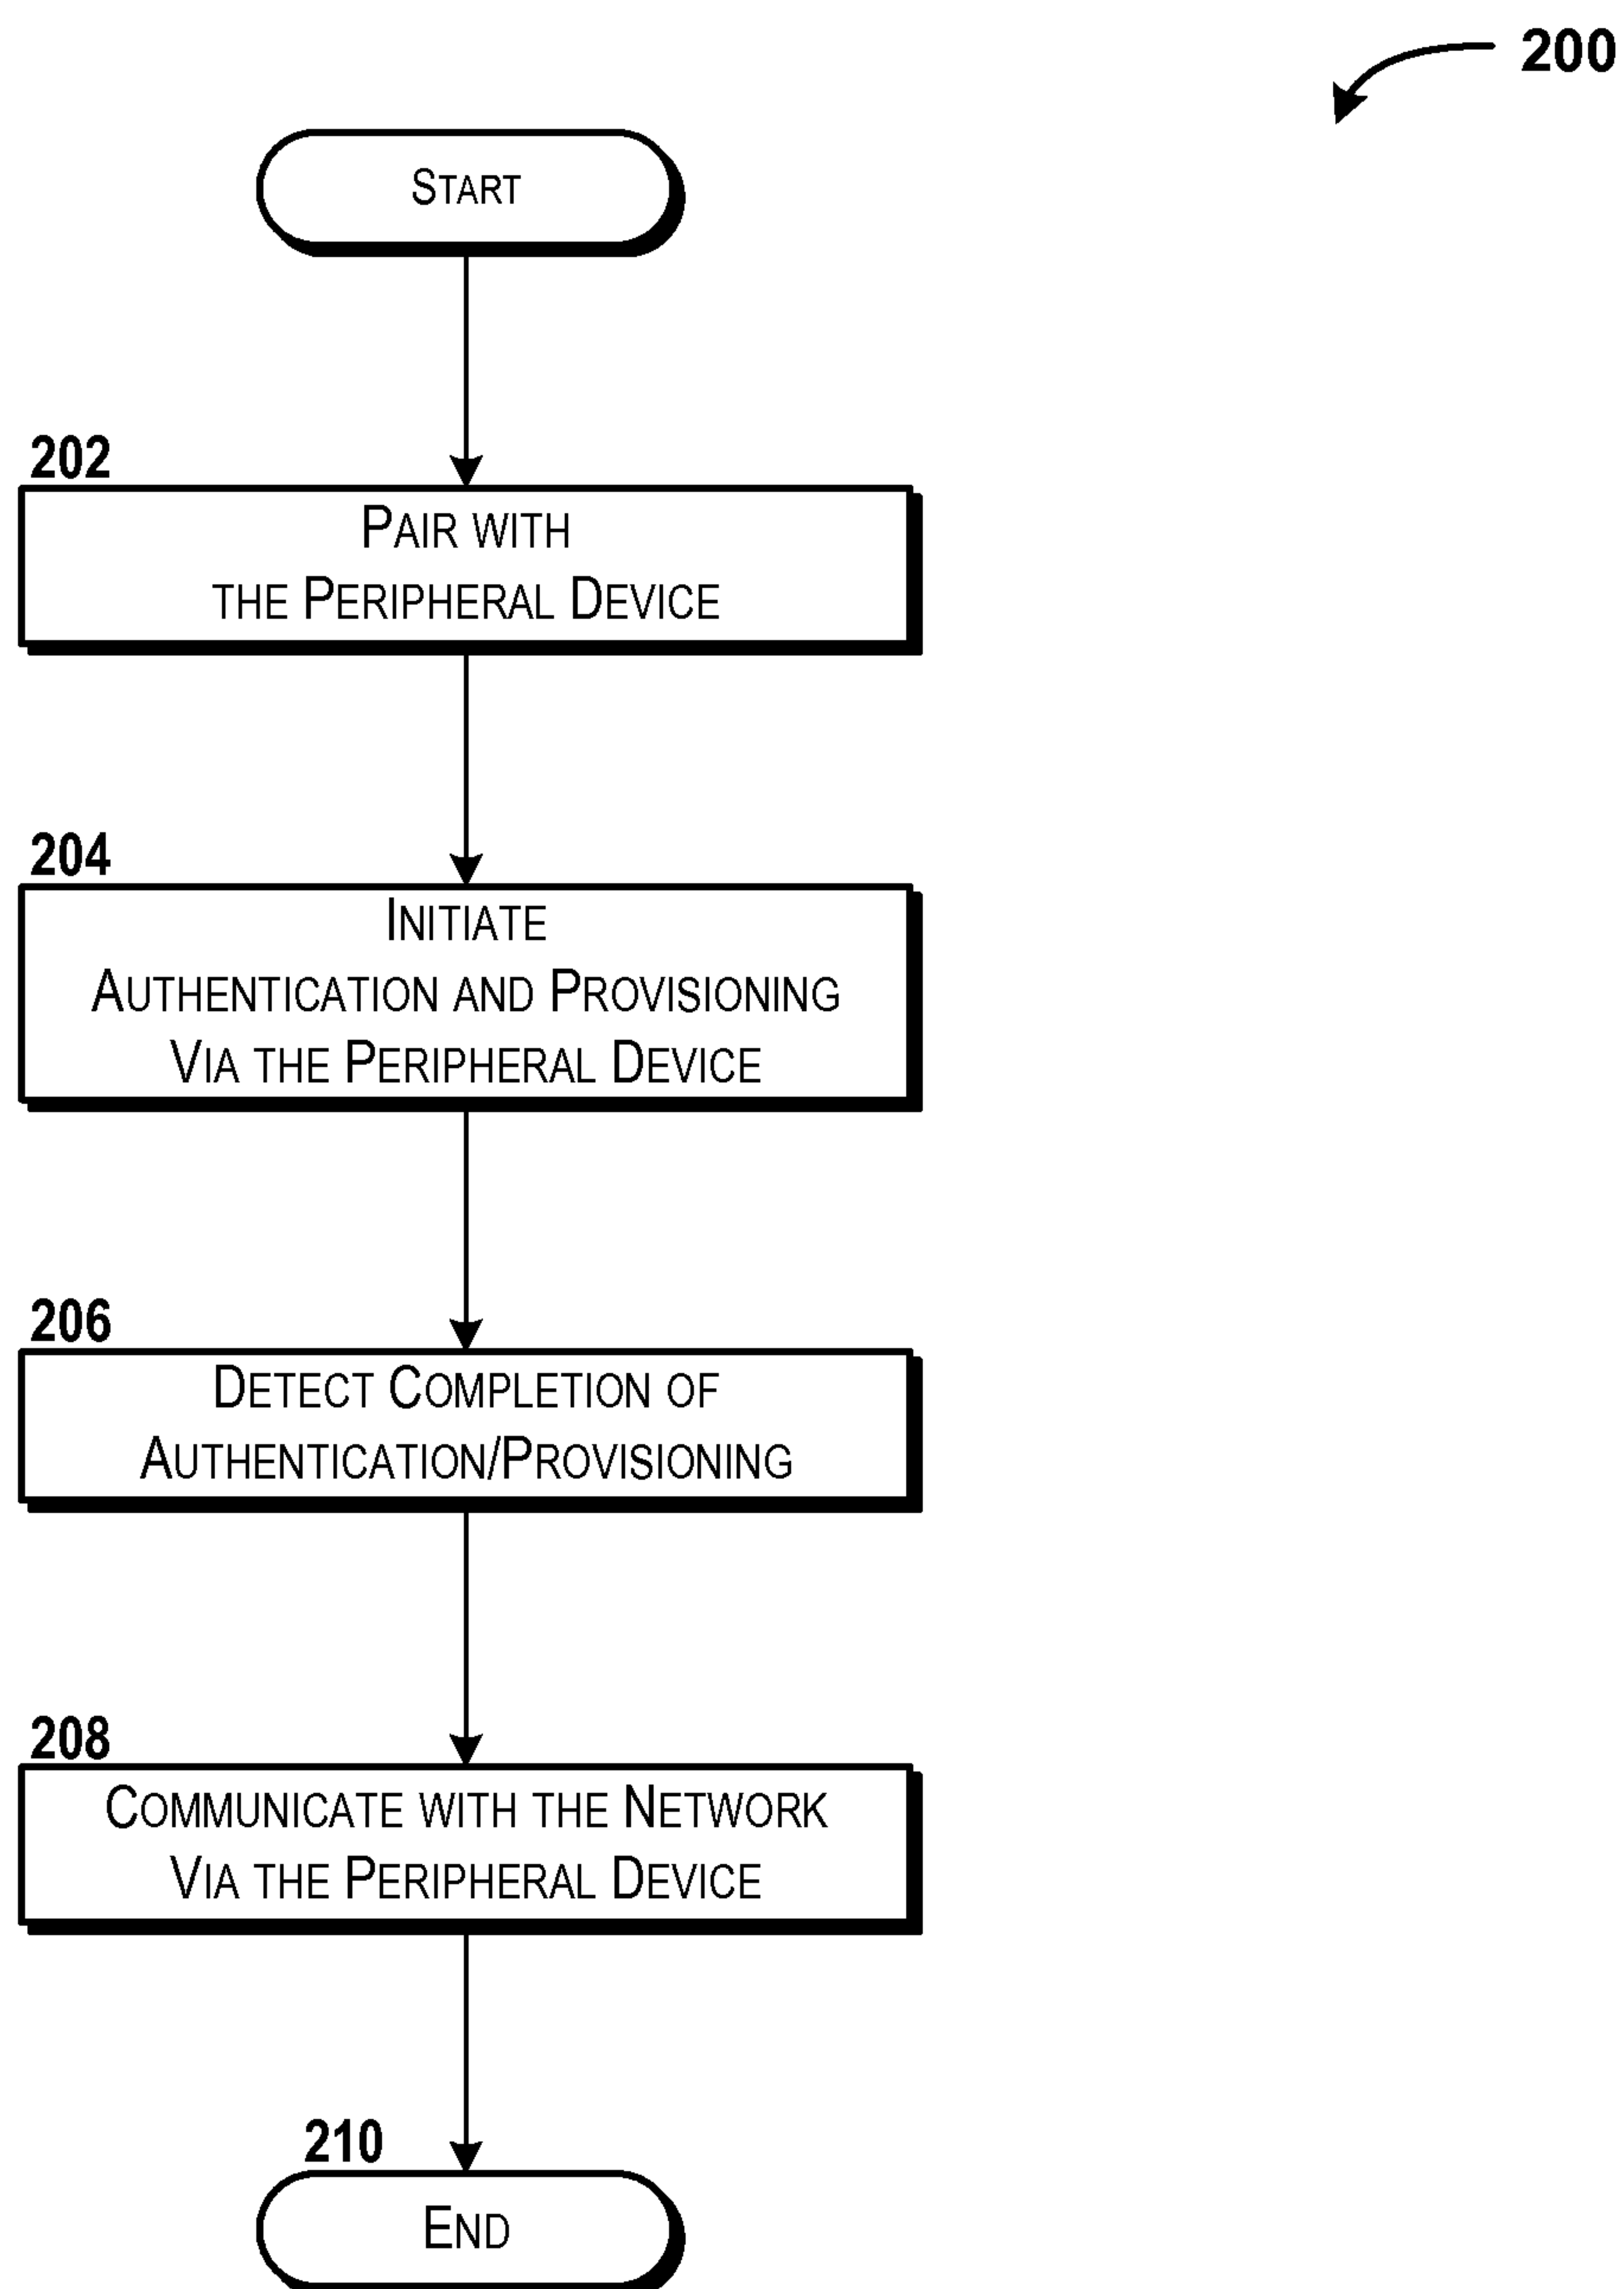 200
START
202
PAIR WITH
THE PERIPHERAL DEVICE
204
INITIATE
AUTHENTICATION AND PROVISIONING
VIA THE PERIPHERAL DEVICE
206
DETECT COMPLETION OF
AUTHENTICATION/PROVISIONING
208
COMMUNICATE WITH THE NETWORK
VIA THE PERIPHERAL DEVICE
210
END